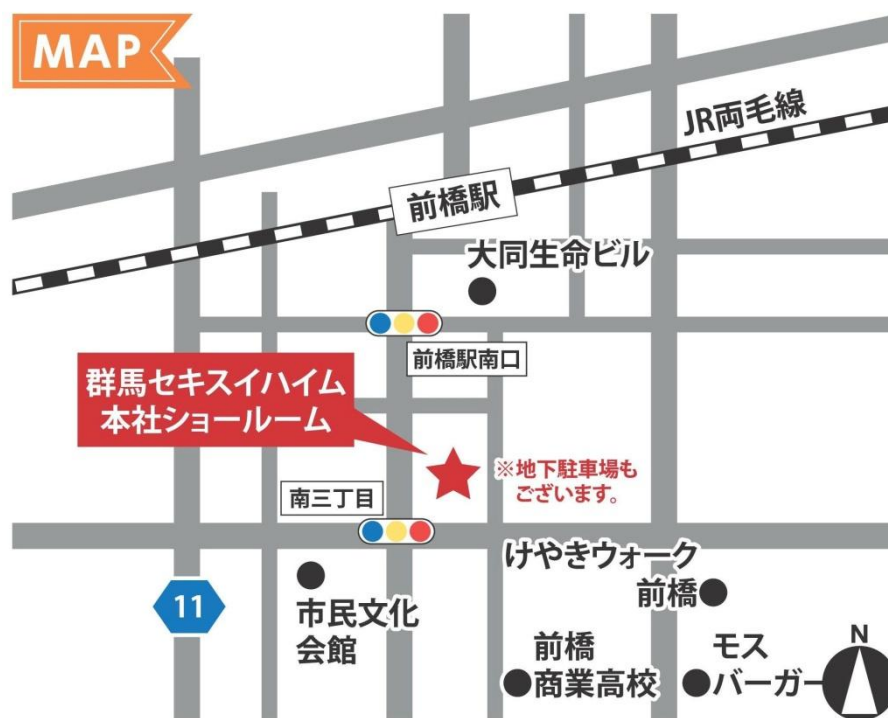 MAP
JR両毛線
前橋駅
大同生命ビル
前橋駅南口
群馬セキスイハイム
本社ショールーム
※地下駐車場も
ございます。
南三丁目
けやきウォーク
前橋
11
市民文化
会館
前橋
商業高校
モス
バーガー
N